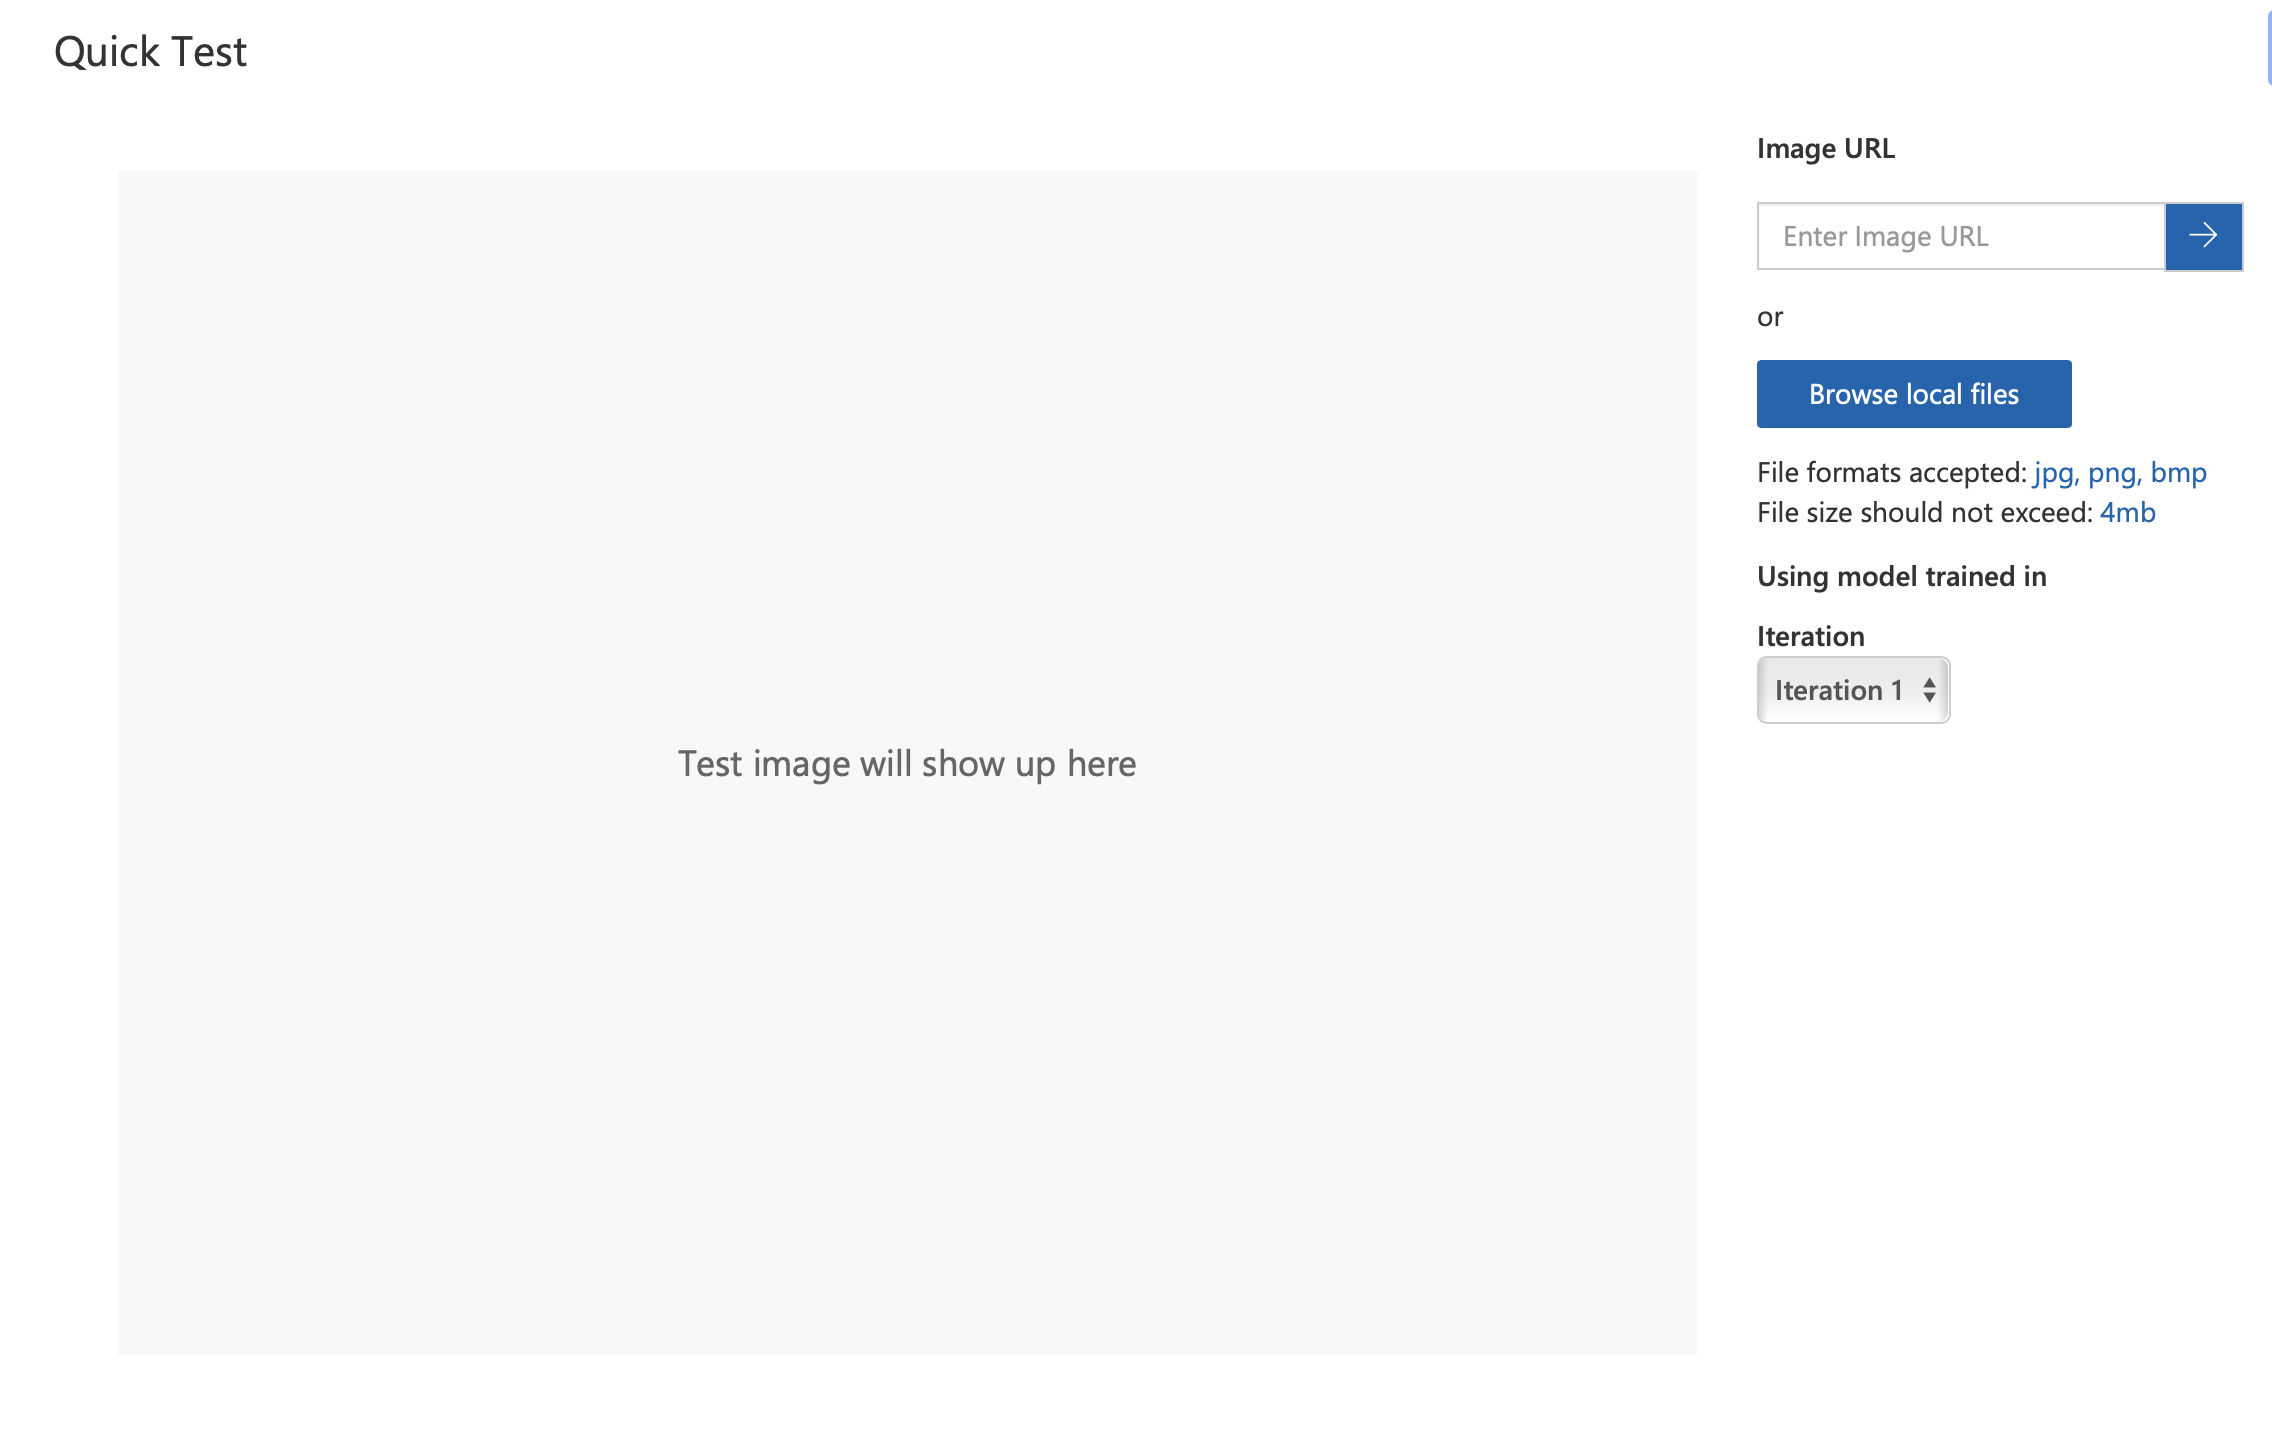 Quick Test
Image URL
Enter Image URL
or
Browse local files
File formats accepted: jpg, png, bmp
File size should not exceed: 4mb
Using model trained in
Iteration
Iteration 1
Test image will show up here